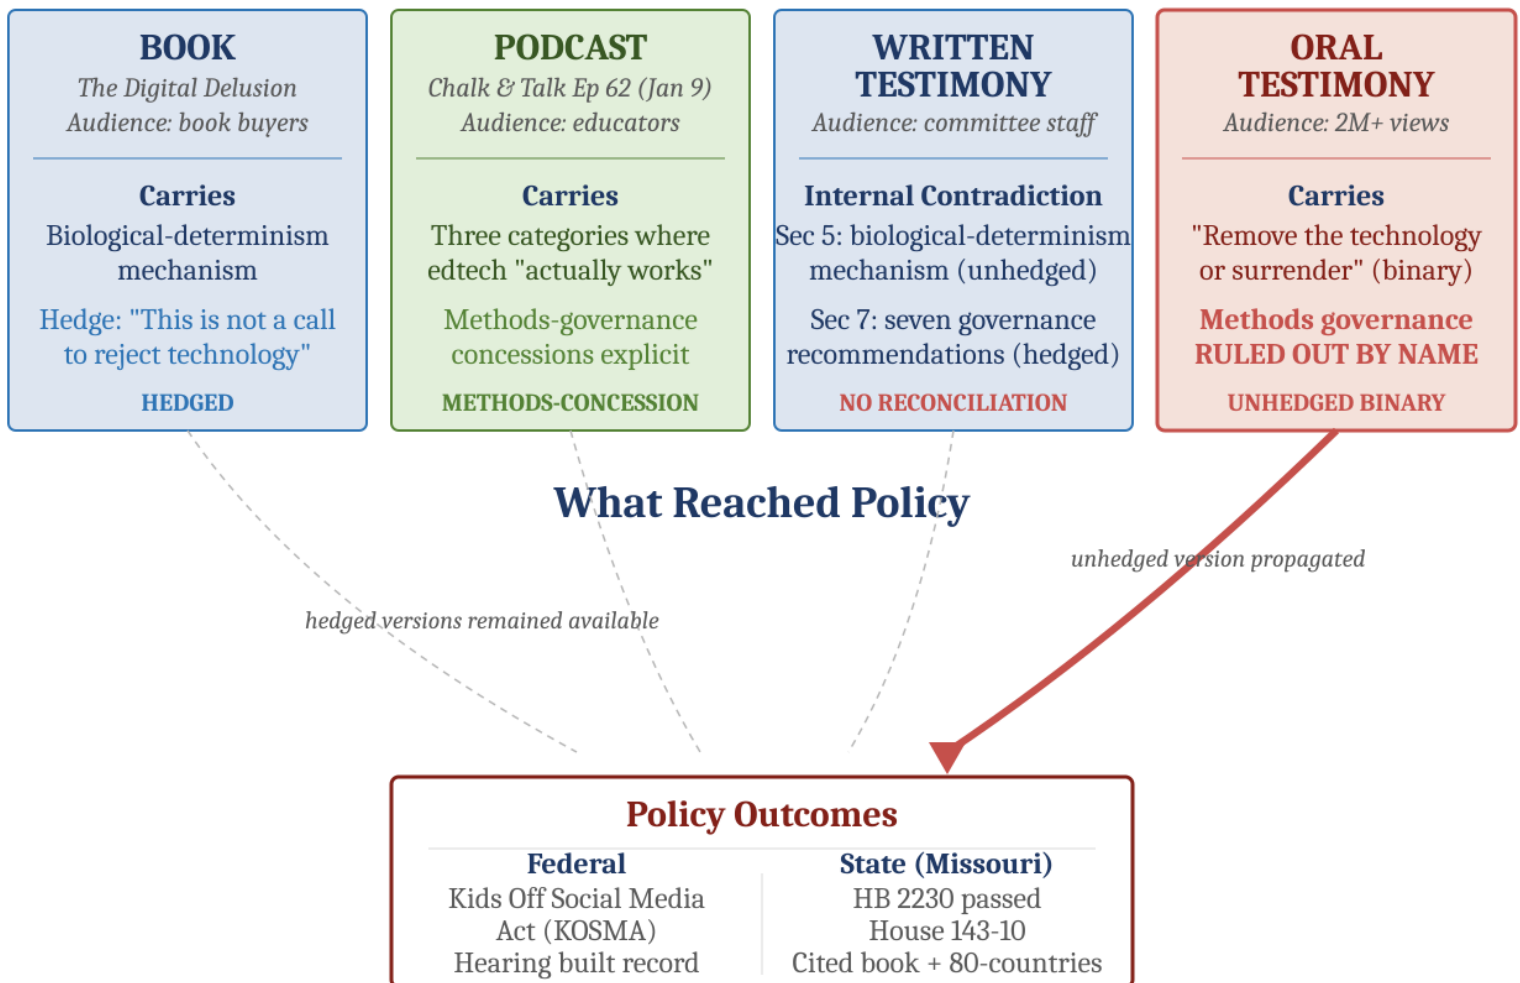 BOOK
The Digital Delusion
Audience: book buyers
Carries
Biological-determinism
mechanism
Hedge: "This is not a call
to reject technology"
HEDGED
PODCAST
Chalk & Talk Ep 62 (Jan 9)
Audience: educators
Carries
Three categories where
edtech "actually works"
Methods-governance
concessions explicit
METHODS-CONCESSION
WRITTEN
TESTIMONY
Audience: committee staff
Internal Contradiction
Sec 5: biological-determinism
mechanism (unhedged)
Sec 7: seven governance
recommendations (hedged)
NO RECONCILIATION
ORAL
TESTIMONY
Audience: 2M+ views
Carries
"Remove the technology
or surrender" (binary)
Methods governance
RULED OUT BY NAME
UNHEDGED BINARY
What Reached Policy
unhedged version propagated
hedged versions remained available
Policy Outcomes
Federal
Kids Off Social Media
Act (KOSMA)
Hearing built record
State (Missouri)
HB 2230 passed
House 143-10
Cited book + 80-countries